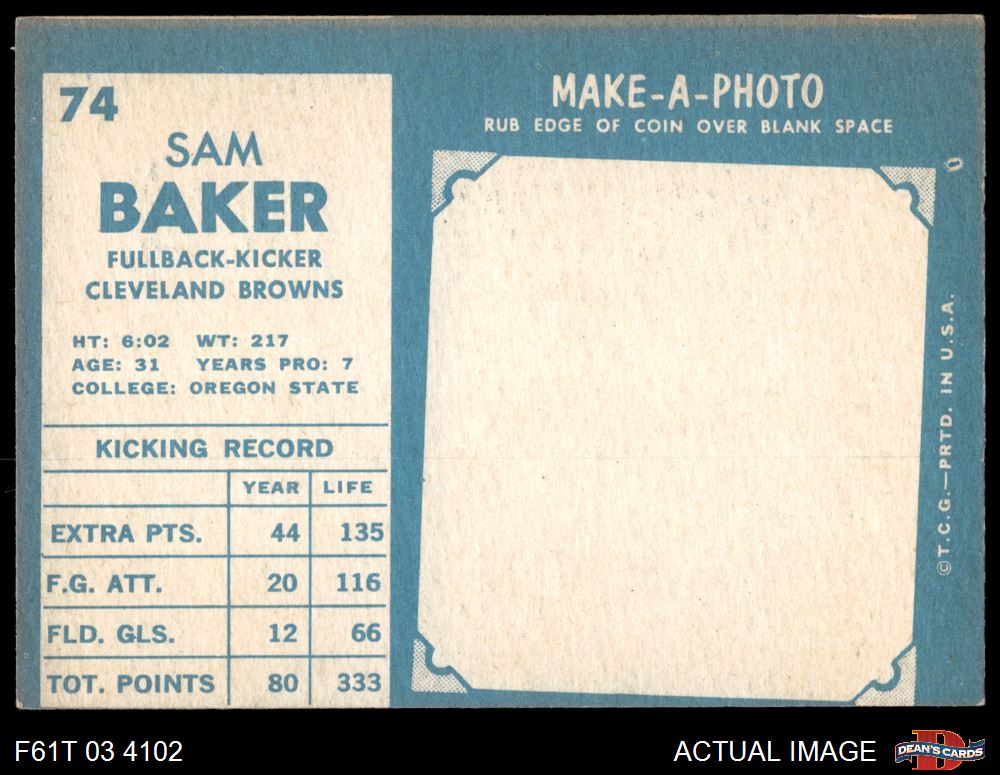 74
SAM
BAKER
FULLBACK-KICKER
CLEVELAND BROWNS
HT: 6:02 WT: 217
AGE: 31 YEARS PRO: 7
COLLEGE: OREGON STATE
KICKING RECORD
YEAR LIFE
EXTRA PTS. 44 135
F.G. ATT. 20 116
FLD. GLS. 12 66
TOT. POINTS 80 333
MAKE-A-PHOTO
RUB EDGE OF COIN OVER BLANK SPACE
0
©T.C.G.—PRTD. IN U.S.A.
F61T 03 4102
ACTUAL IMAGE
D
DEAN'S CARDS